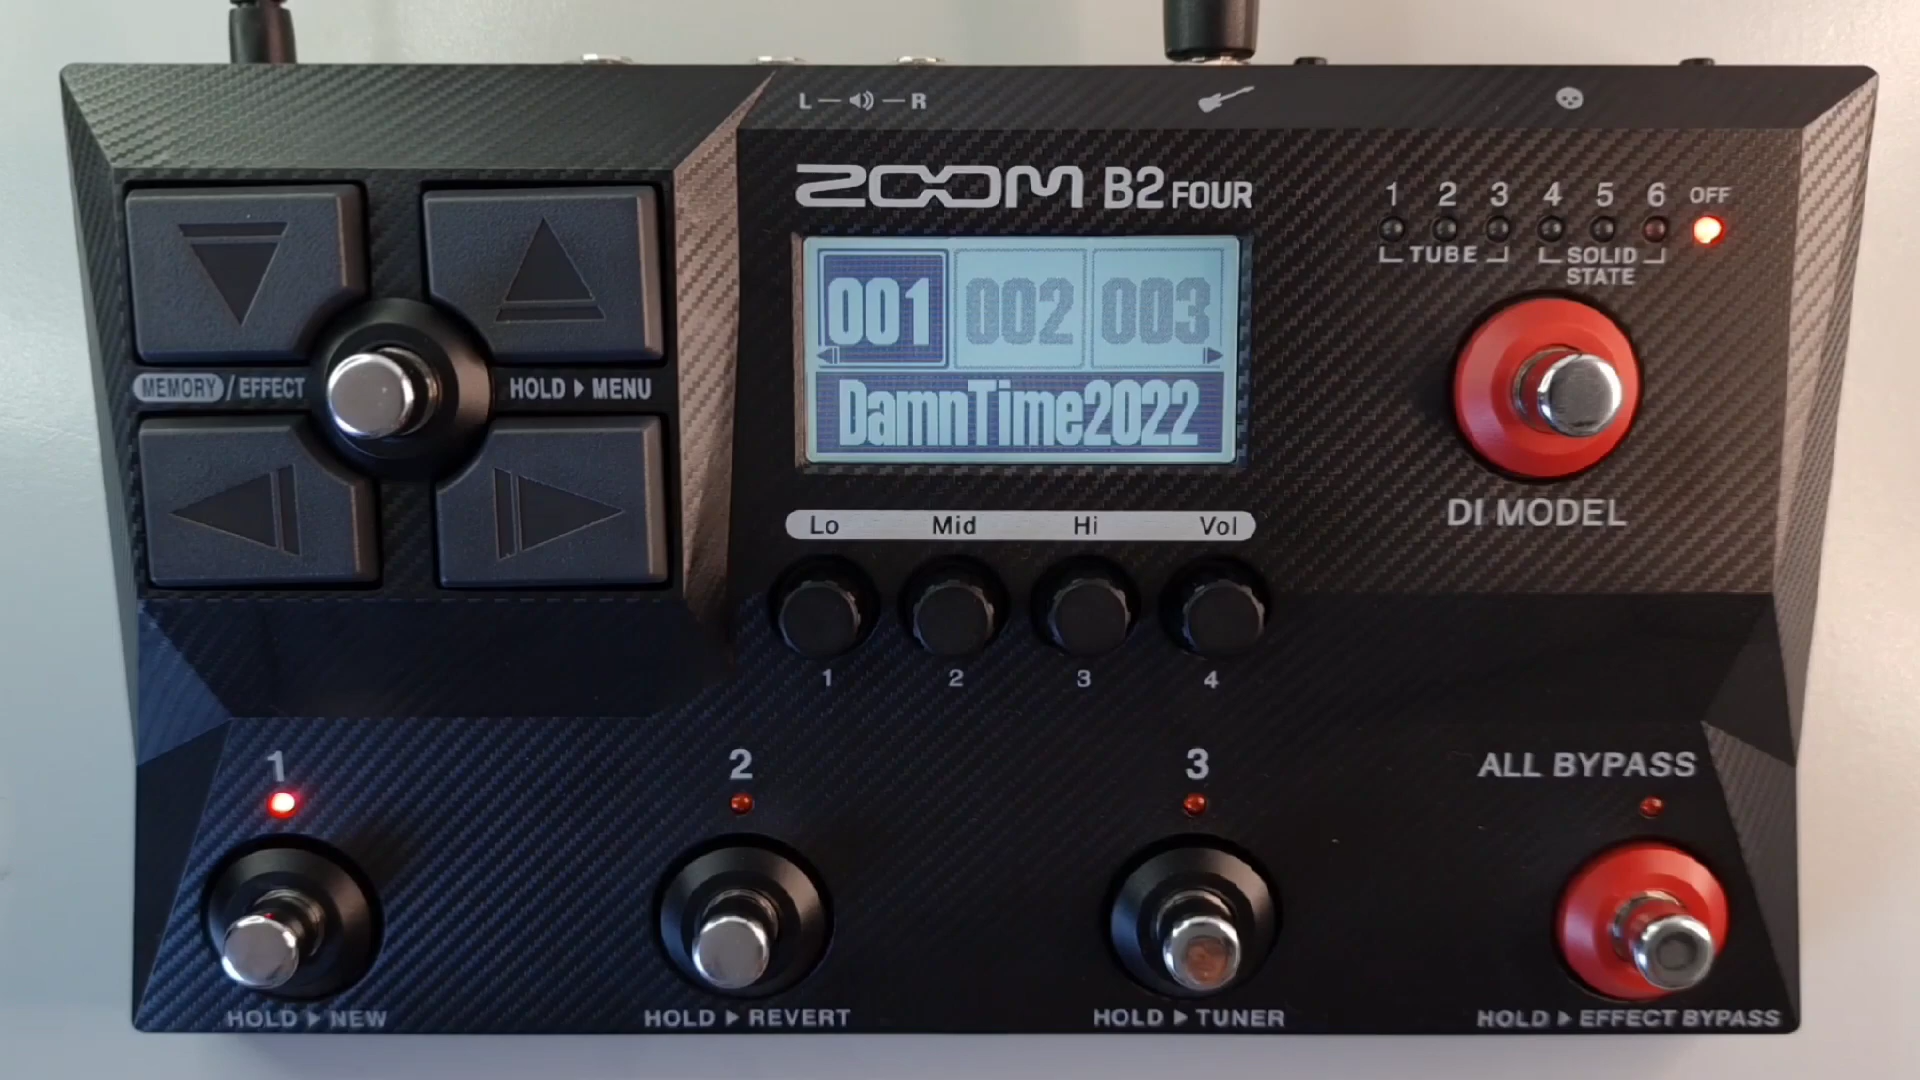 L R
ZOOM B2 FOUR
1 2 3 4 5 6 OFF
TUBE SOLID STATE
001 002 003
DamnTime2022
MEMORY / EFFECT
HOLD ▶ MENU
DI MODEL
Lo Mid Hi Vol
1 2 3 4
1 2 3 ALL BYPASS
HOLD ▶ NEW
HOLD ▶ REVERT
HOLD ▶ TUNER
HOLD ▶ EFFECT BYPASS